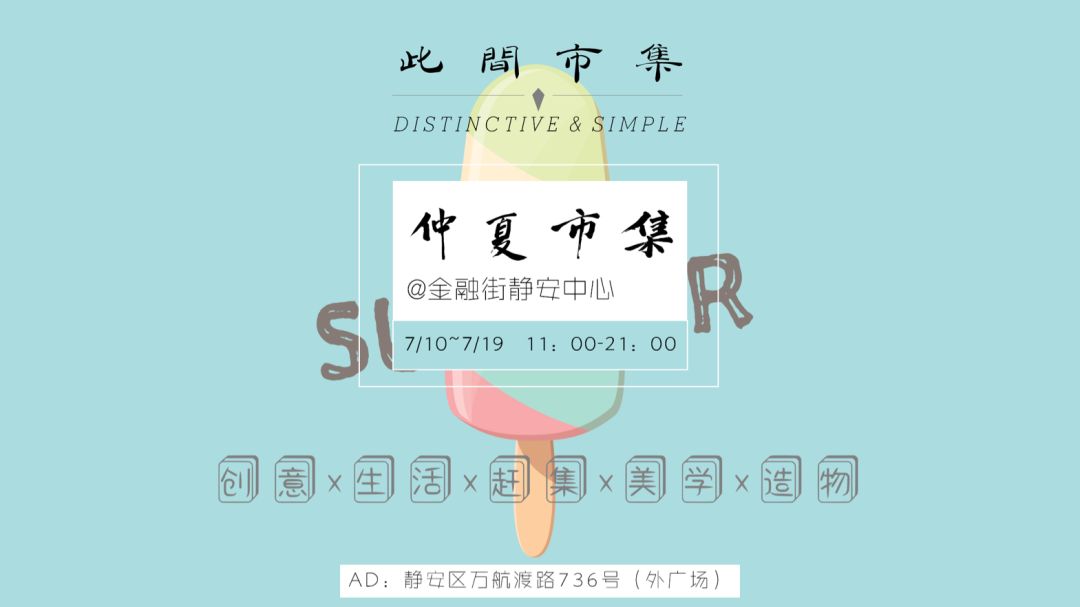 此間市集
DISTINCTIVE & SIMPLE
仲夏市集
@金融街静安中心
7/10~7/19 11：00-21：00
创意×生活×赶集×美学×造物
AD：静安区万航渡路736号（外广场）